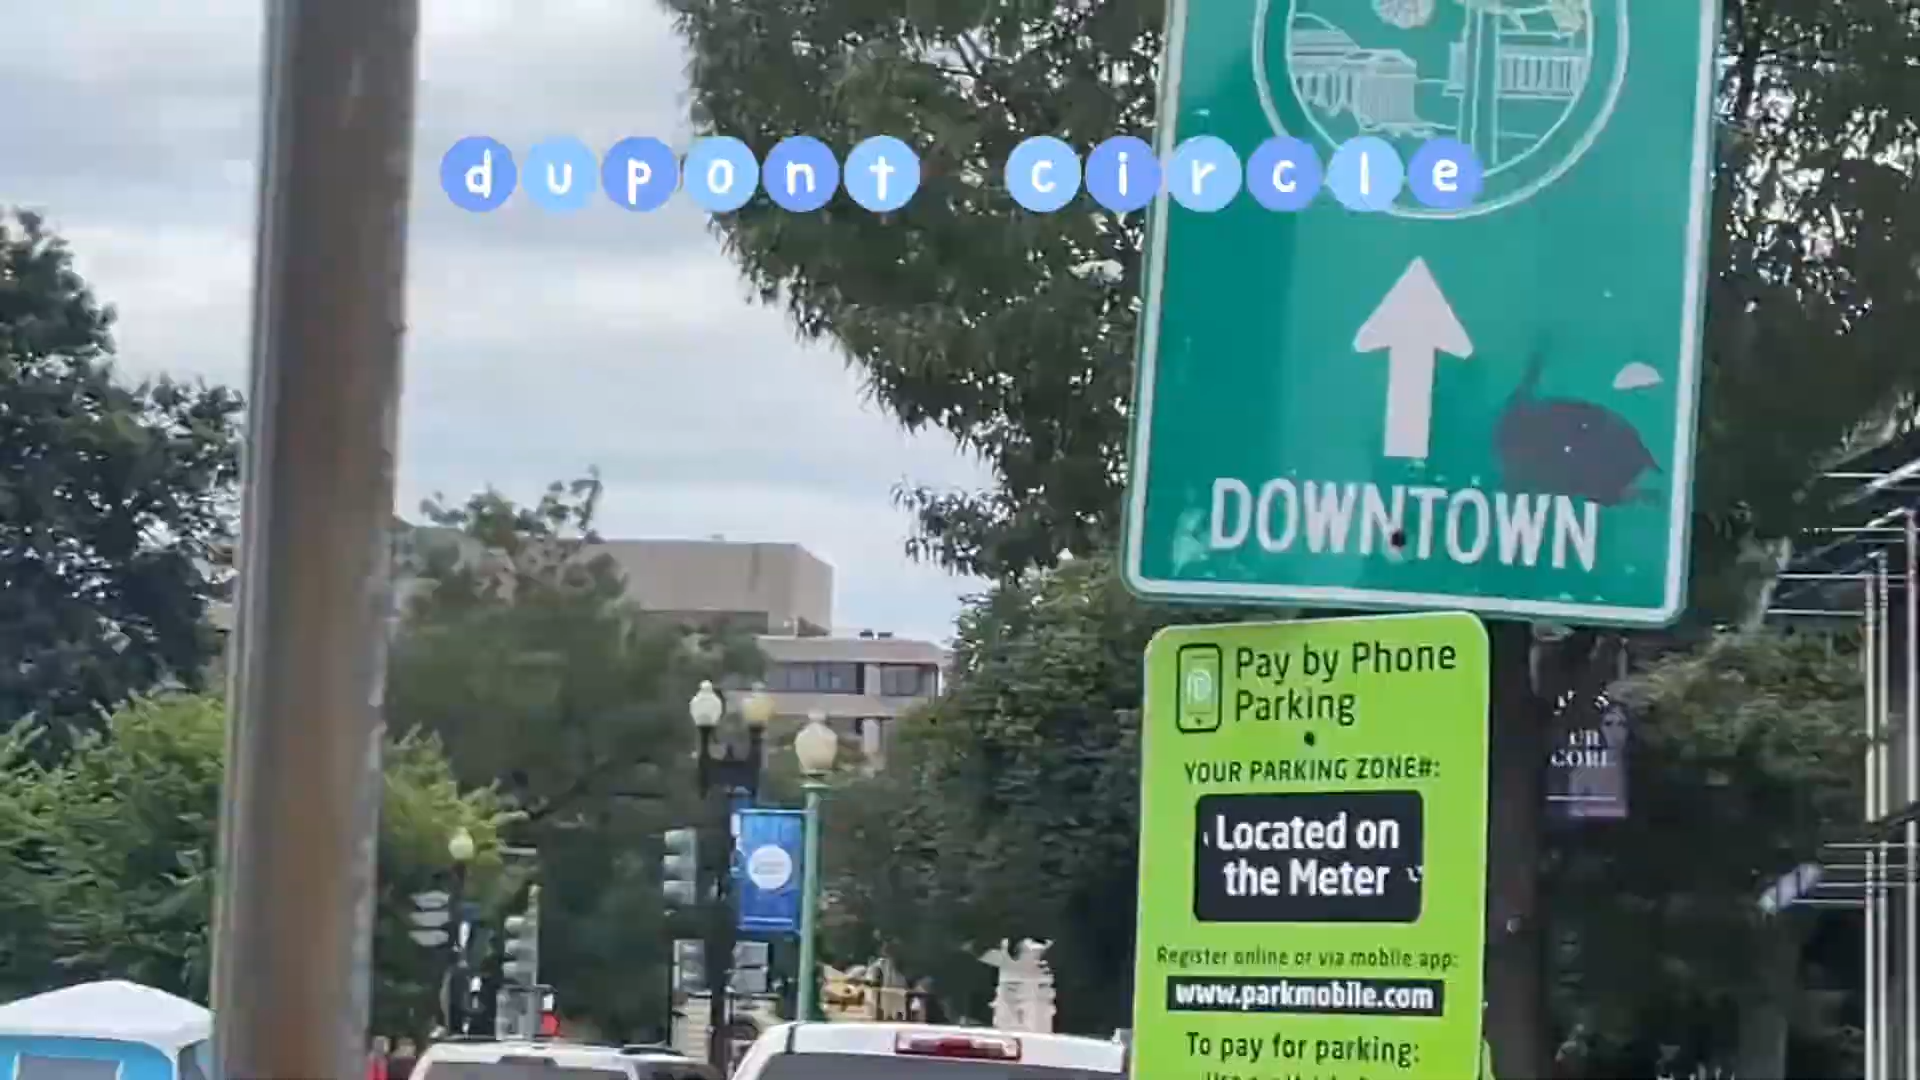 dupont circle
DOWNTOWN
Pay by Phone
Parking
YOUR PARKING ZONE#:
Located on
the Meter
Register online or via mobile app:
www.parkmobile.com
To pay for parking: